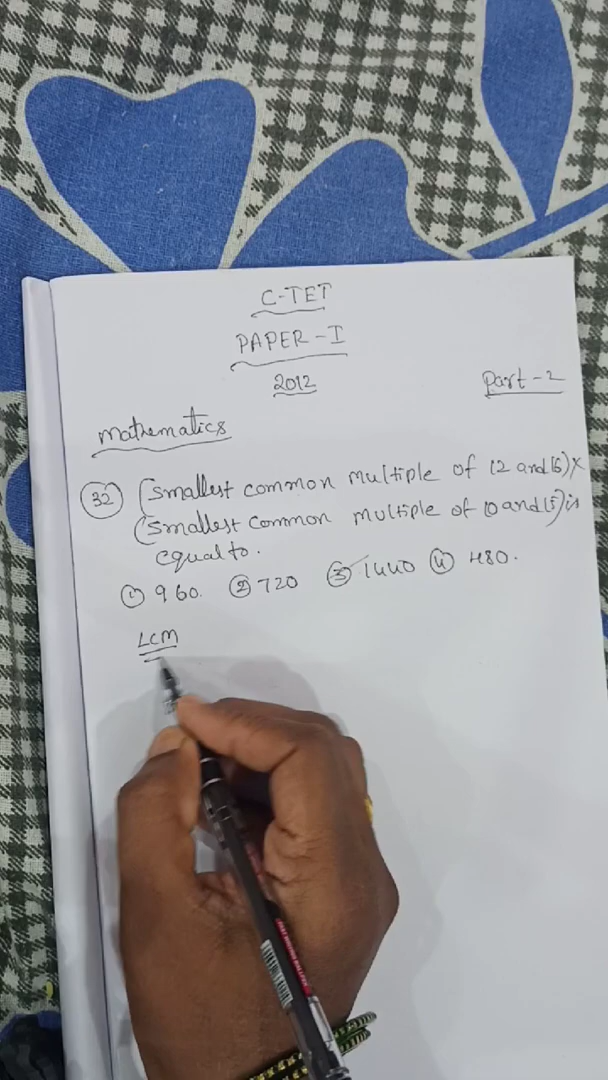 C-TET
PAPER-I
2012
Part-2
Mathematics
32 (Smallest common multiple of 12 and 16) x
(Smallest common multiple of 10 and 15) is
equal to.
1 960. 2 720 3 1440 4 480.
LCM